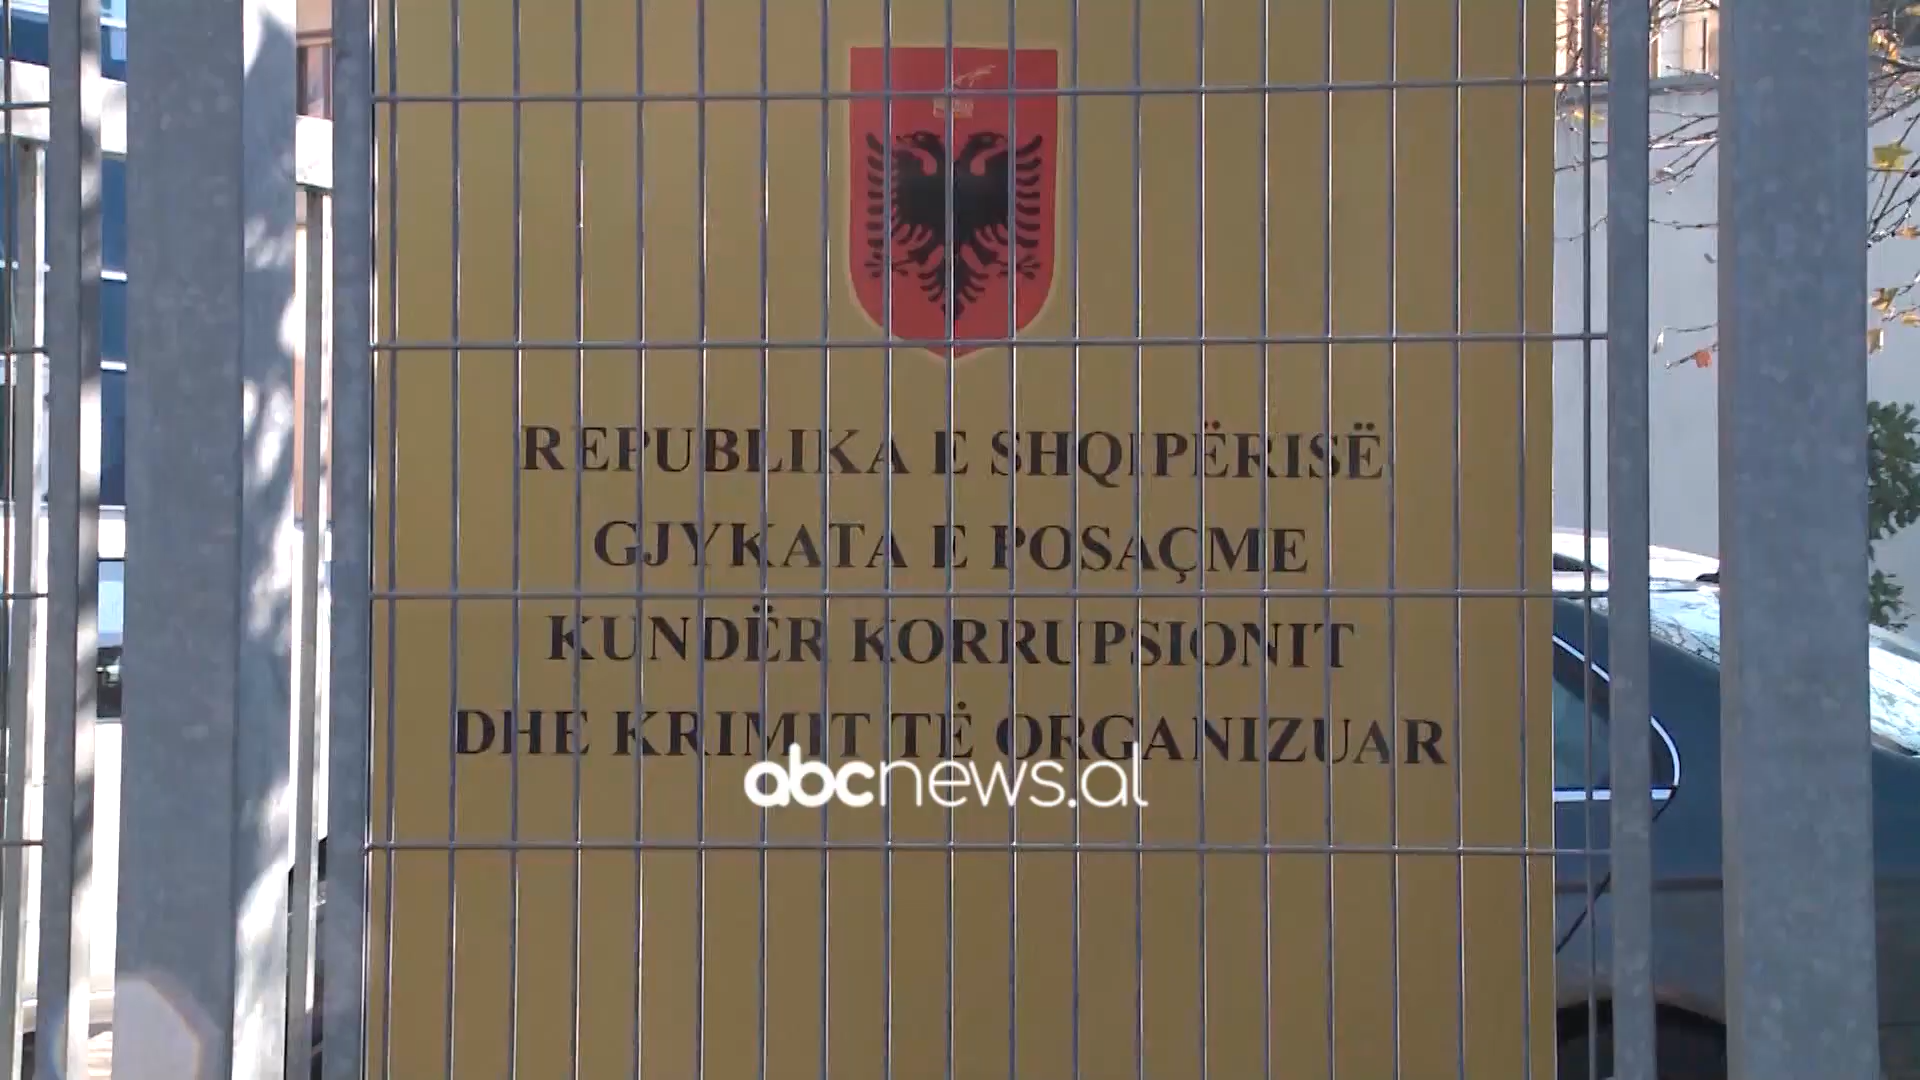 REPUBLIKA E SHQIPËRISË
GJYKATA E POSAÇME
KUNDËR KORRUPSIONIT
DHE KRIMIT TË ORGANIZUAR
abcnews.al